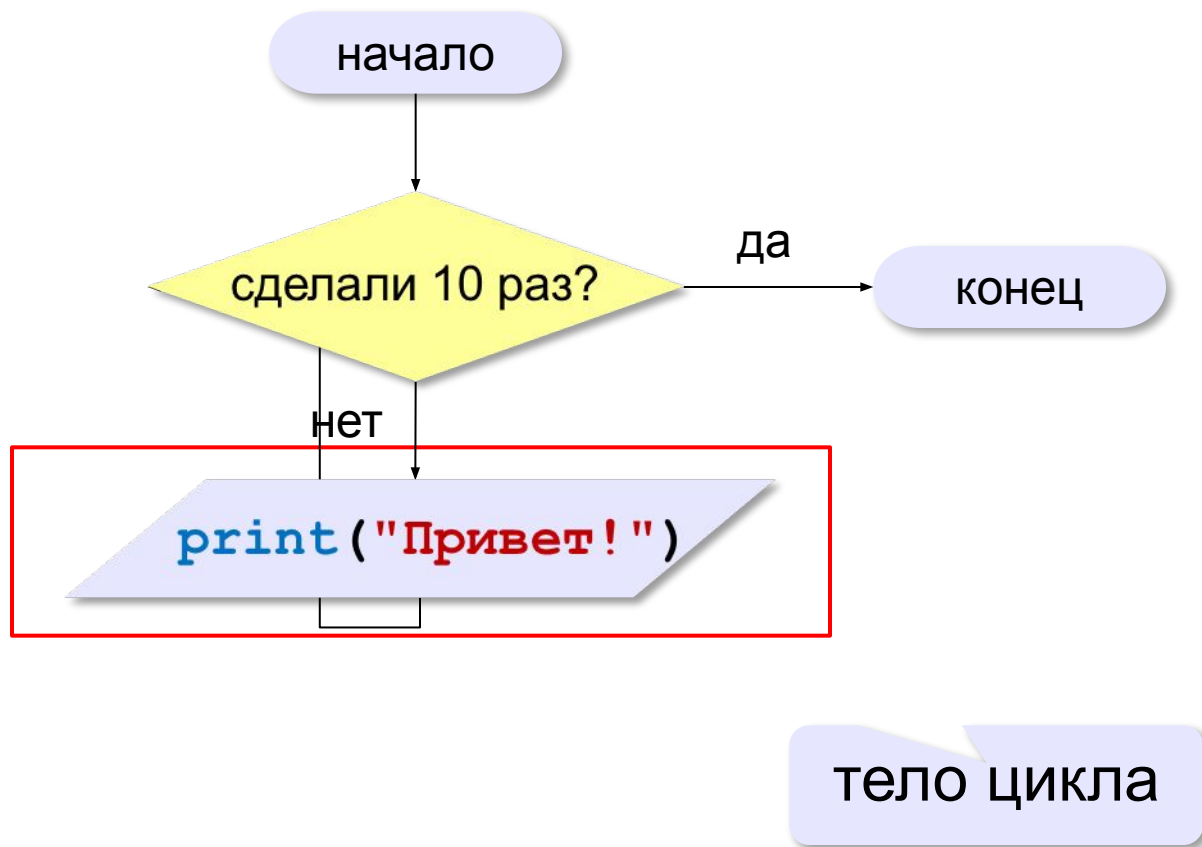 начало
сделали 10 раз?
да
конец
нет
print("Привет!")
тело цикла